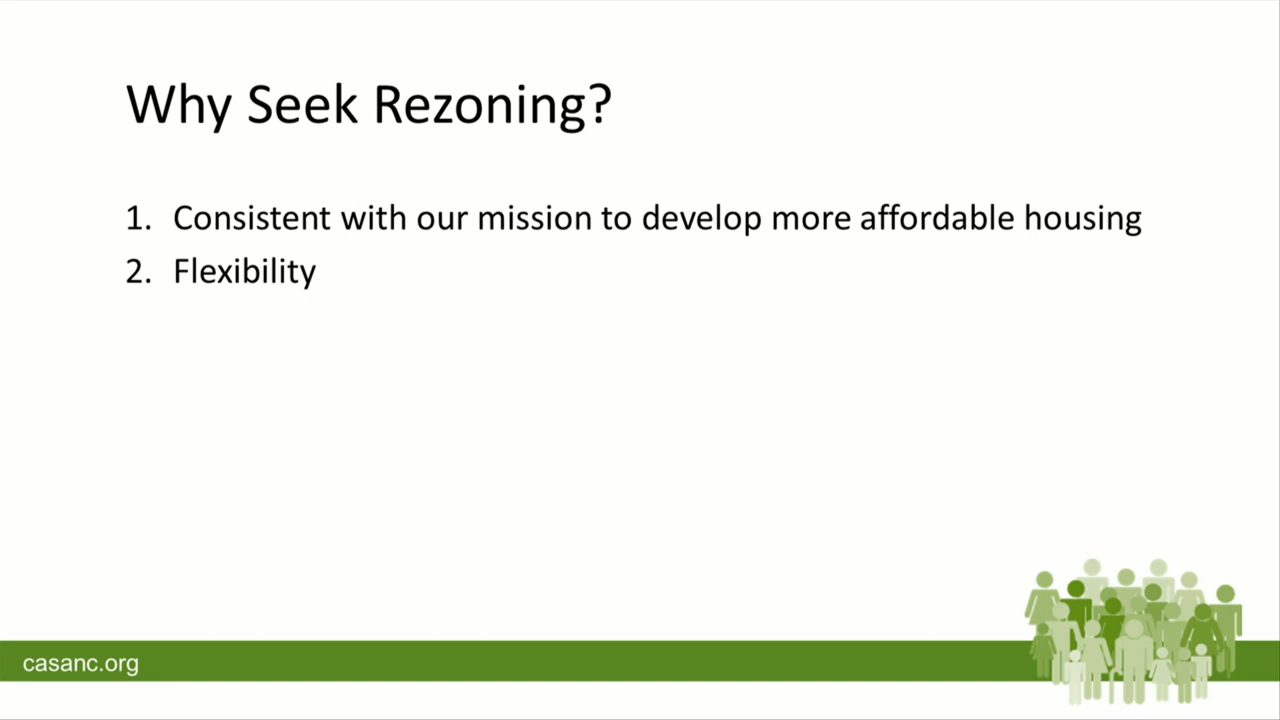 Why Seek Rezoning?
1. Consistent with our mission to develop more affordable housing
2. Flexibility
casanc.org